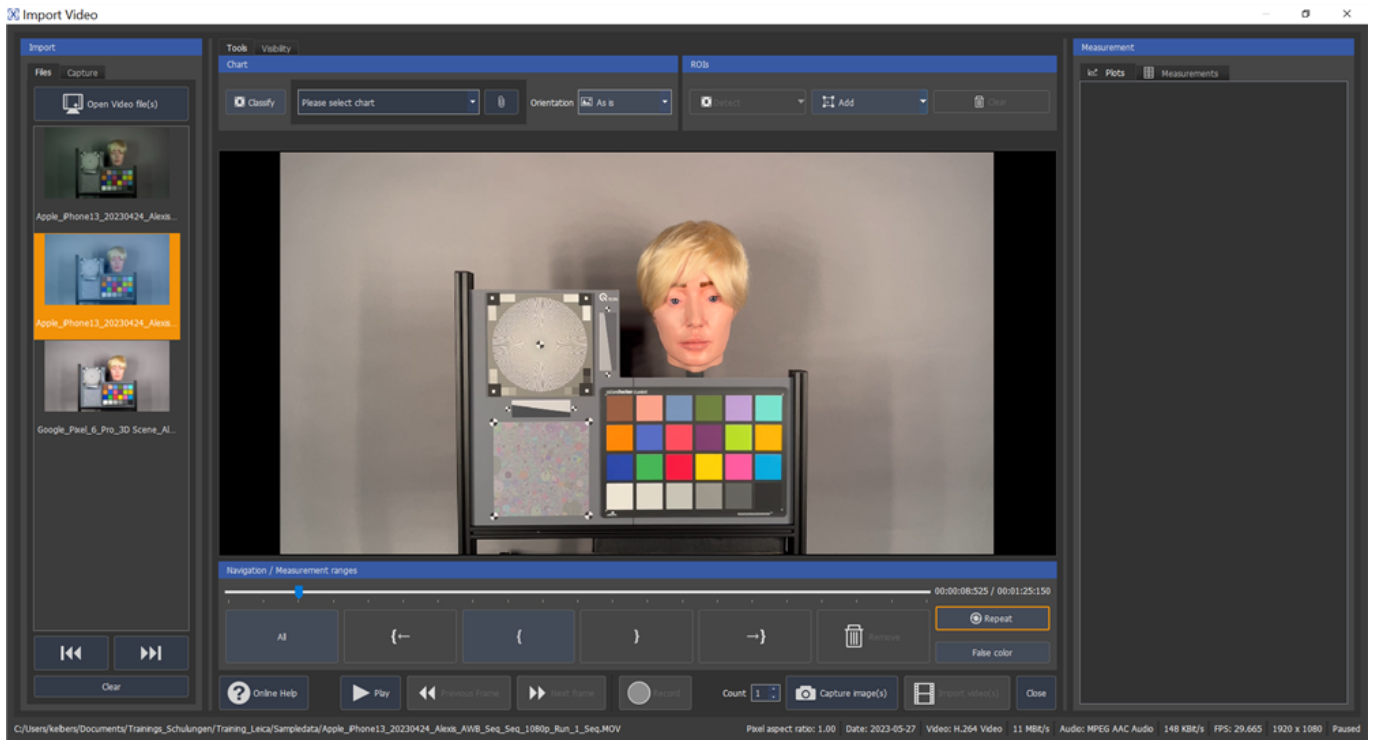 Import Video
Import
Files
Capture
Open Video file(s)
Apple_iPhone13_20230424_Alexis...
Apple_iPhone13_20230424_Alexis...
Google_Pixel_6_Pro_3D Scene_Al...
Clear
Tools
Visibility
Chart
Classify
Please select chart
Orientation
As is
ROIs
Detect
Add
Clear
Navigation / Measurement ranges
00:00:08:525 / 00:01:25:150
All
{←
{
}
→}
Remove
Repeat
False color
Online Help
Play
Previous Frame
Next frame
Record
Count
1
Capture image(s)
Import video(s)
Close
Measurement
Plots
Measurements
C:/Users/kelbers/Documents/Trainings_Schulungen/Training_Leica/Sampledata/Apple_iPhone13_20230424_Alexis_AWB_Seq_Seq_1080p_Run_1_Seq.MOV
Pixel aspect ratio: 1.00
Date: 2023-05-27
Video: H.264 Video
11 MBit/s
Audio: MPEG AAC Audio
148 KBit/s
FPS: 29.665
1920 x 1080
Paused